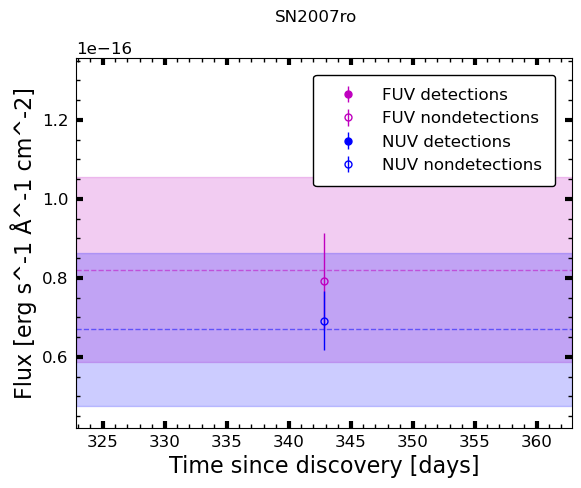 SN2007ro
1e−16
FUV detections
FUV nondetections
NUV detections
NUV nondetections
1.2
1.0
0.8
0.6
Flux [erg s^-1 Å^-1 cm^-2]
325 330 335 340 345 350 355 360
Time since discovery [days]